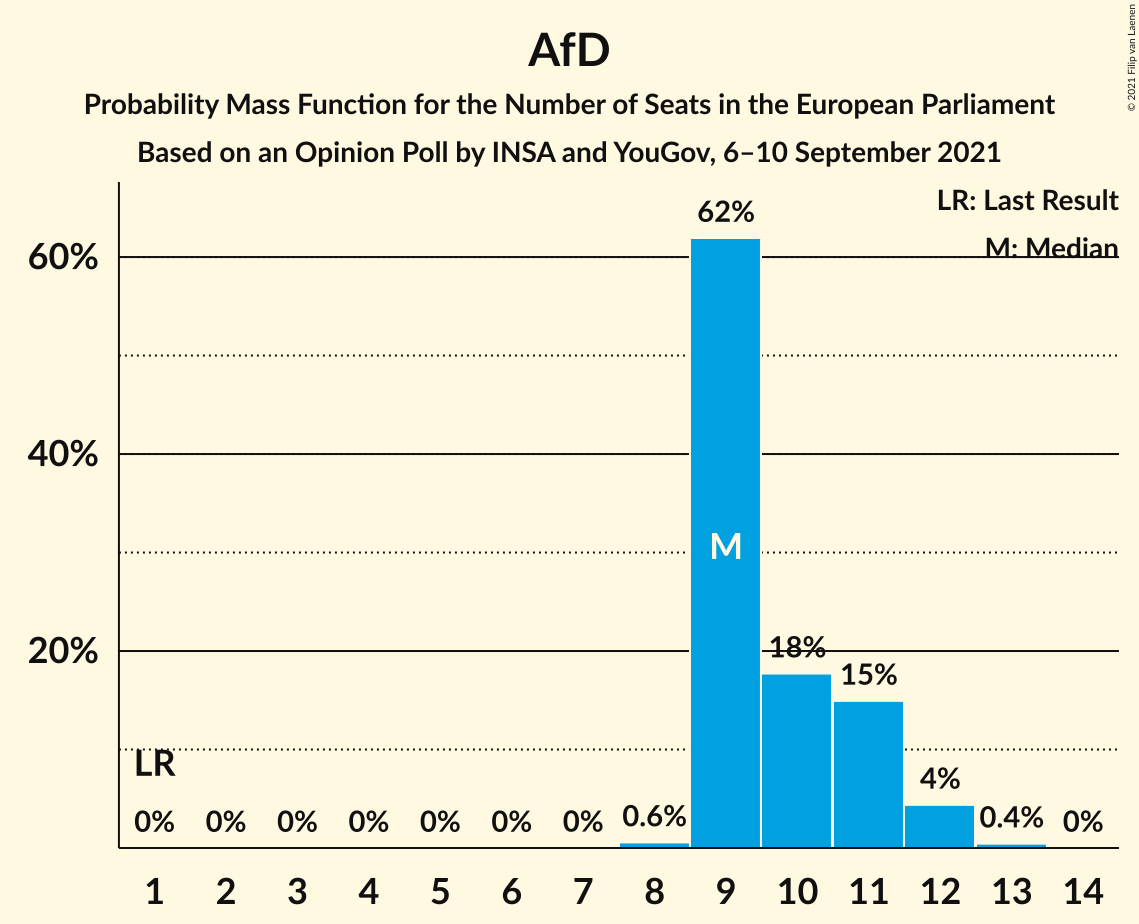 AfD
Probability Mass Function for the Number of Seats in the European Parliament
Based on an Opinion Poll by INSA and YouGov, 6–10 September 2021
© 2021 Filip van Laenen
LR: Last Result
M: Median
60%
40%
20%
62%
M
18%
15%
LR
0% 0% 0% 0% 0% 0% 0% 0.6% 4% 0.4% 0%
1 2 3 4 5 6 7 8 9 10 11 12 13 14